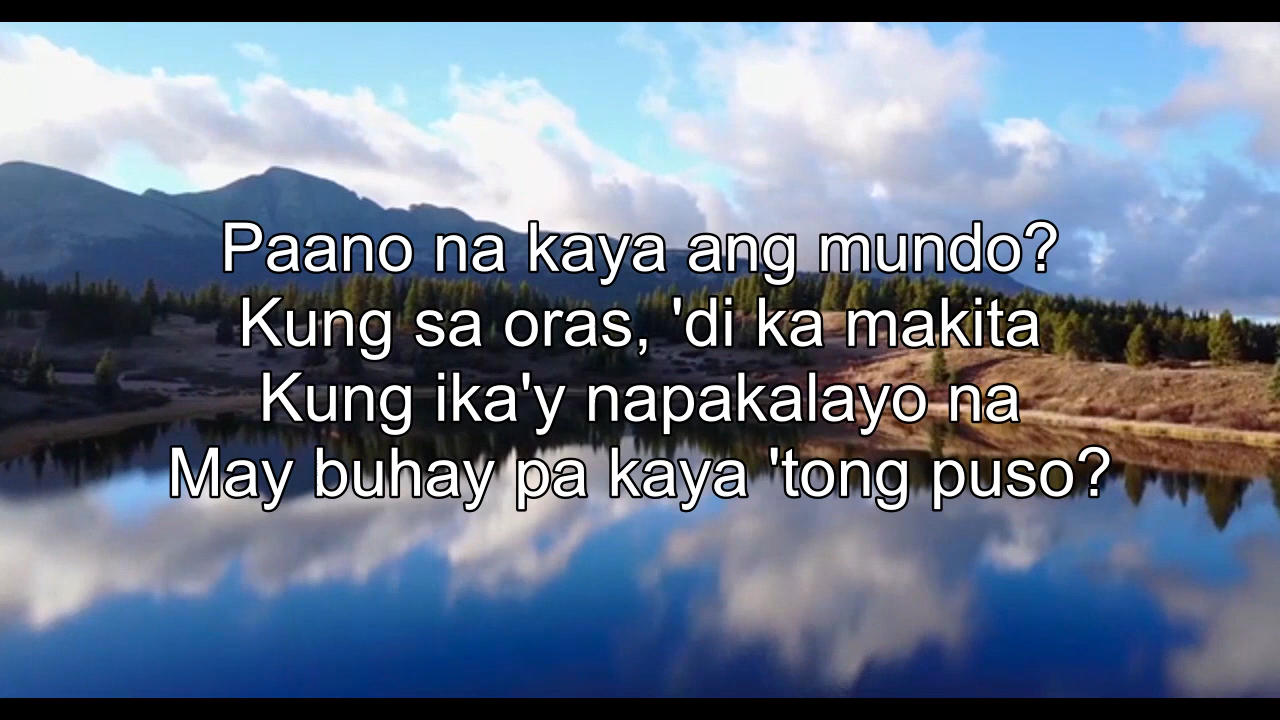 Paano na kaya ang mundo?
Kung sa oras, 'di ka makita
Kung ika'y napakalayo na
May buhay pa kaya 'tong puso?